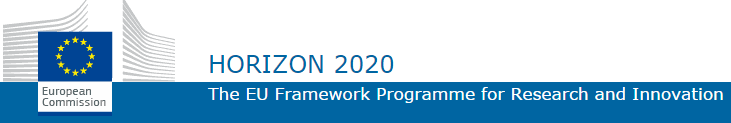 HORIZON 2020
The EU Framework Programme for Research and Innovation
European
Commission